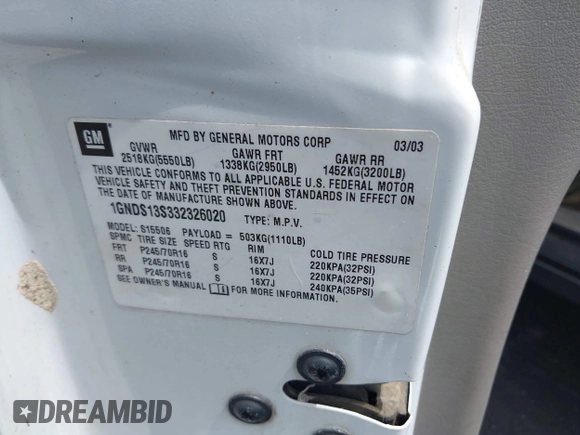 GM
MFD BY GENERAL MOTORS CORP 03/03
GVWR GAWR FRT GAWR RR
2518KG(5550LB) 1338KG(2950LB) 1452KG(3200LB)
THIS VEHICLE CONFORMS TO ALL APPLICABLE U.S. FEDERAL MOTOR
VEHICLE SAFETY AND THEFT PREVENTION STANDARDS IN EFFECT ON
THE DATE OF MANUFACTURE SHOWN ABOVE.
1GNDS13S332326020 TYPE: M.P.V.
MODEL: S15506 PAYLOAD = 503KG(1110LB)
SPMC TIRE SIZE SPEED RTG RIM COLD TIRE PRESSURE
FRT P245/70R16 S 16X7J 220KPA(32PSI)
RR P245/70R16 S 16X7J 220KPA(32PSI)
SPA P245/70R16 S 16X7J 240KPA(35PSI)
SEE OWNER'S MANUAL FOR MORE INFORMATION.
DREAMBID